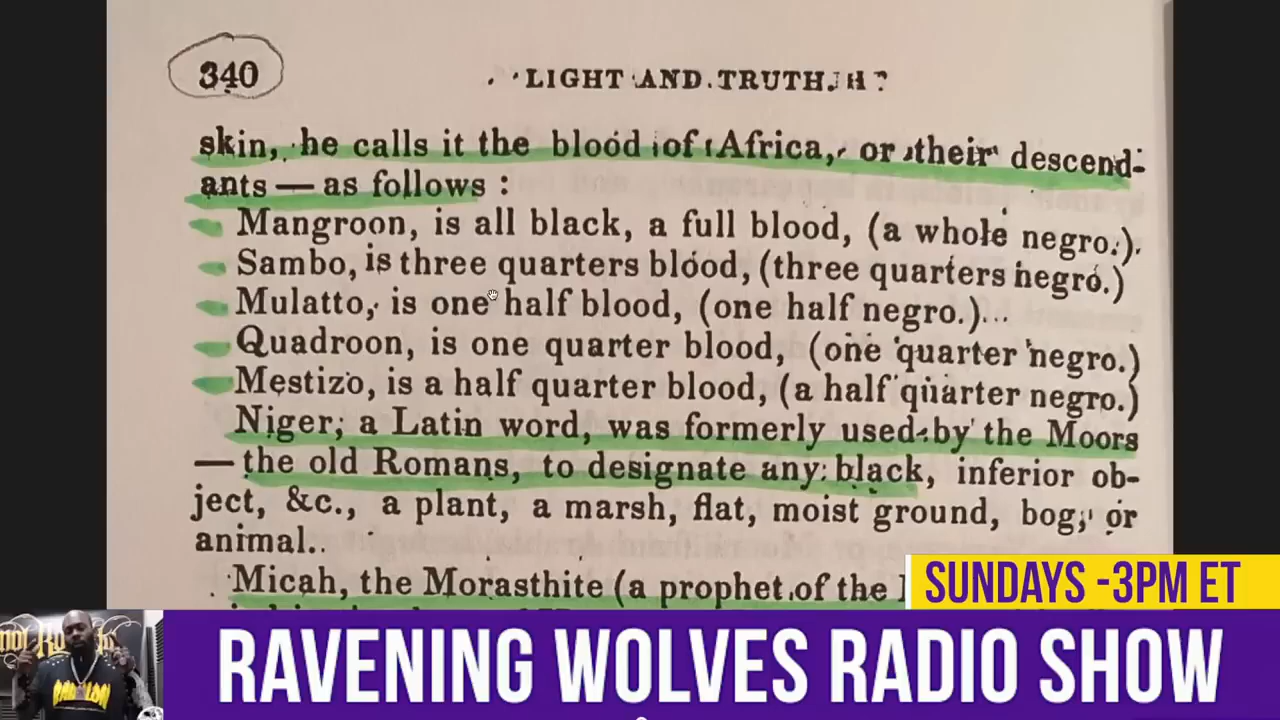 340
LIGHT AND TRUTH.
skin, he calls it the blood of Africa, or their descend-
ants — as follows :
Mangroon, is all black, a full blood, (a whole negro.)
Sambo, is three quarters blood, (three quarters negro.)
Mulatto, is one half blood, (one half negro.)
Quadroon, is one quarter blood, (one quarter negro.)
Mestizo, is a half quarter blood, (a half quarter negro.)
Niger; a Latin word, was formerly used by the Moors
— the old Romans, to designate any black, inferior ob-
ject, &c., a plant, a marsh, flat, moist ground, bog, or
animal.
Micah, the Morasthite (a prophet of the
SUNDAYS -3PM ET
RAVENING WOLVES RADIO SHOW